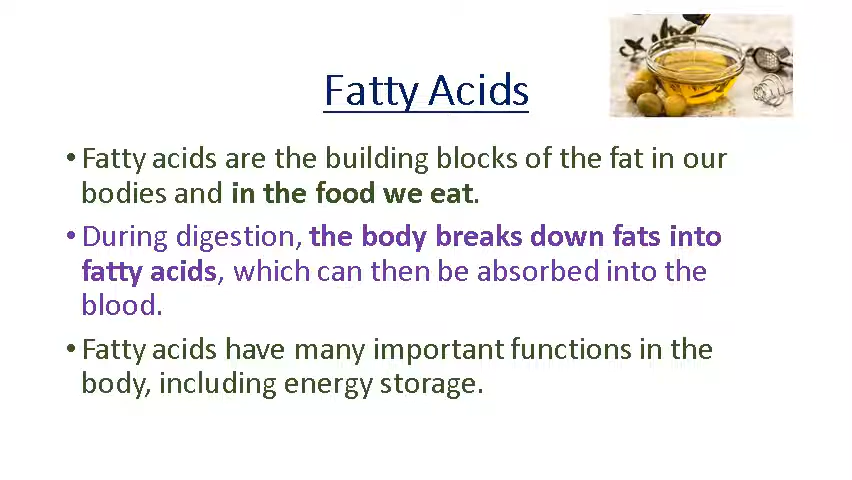 Fatty Acids
• Fatty acids are the building blocks of the fat in our
bodies and in the food we eat.
• During digestion, the body breaks down fats into
fatty acids, which can then be absorbed into the
blood.
• Fatty acids have many important functions in the
body, including energy storage.